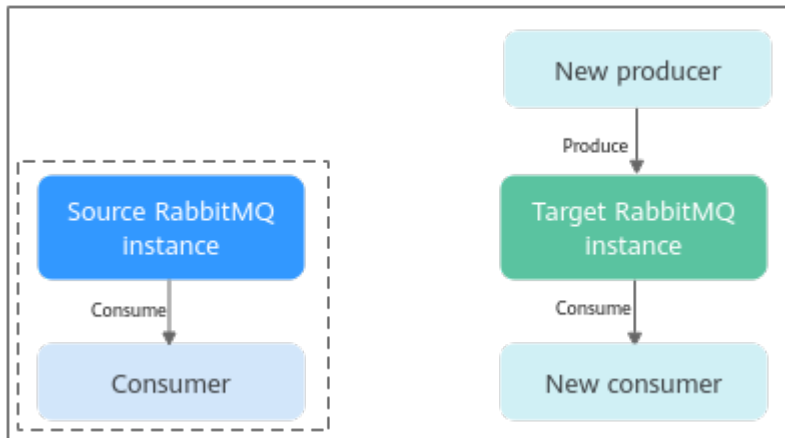 New producer
Produce
Source RabbitMQ
instance
Target RabbitMQ
instance
Consume
Consume
Consumer
New consumer